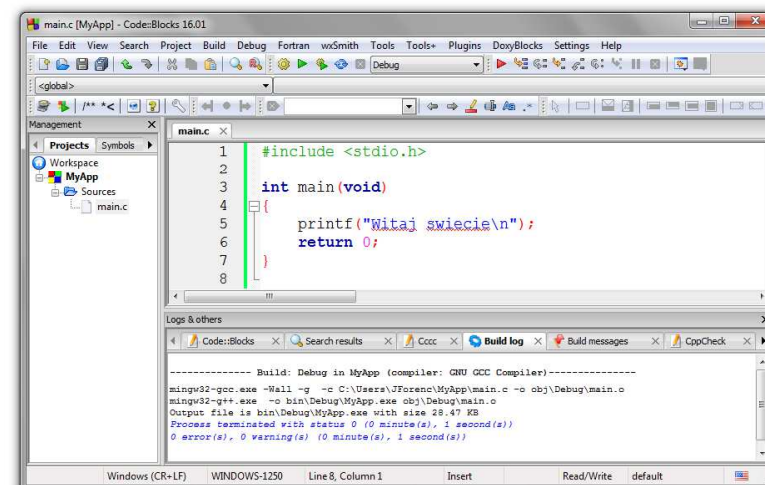 main.c [MyApp] - Code::Blocks 16.01
File Edit View Search Project Build Debug Fortran wxSmith Tools Tools+ Plugins DoxyBlocks Settings Help
Debug
<global>
/** *<
Management
main.c
Projects Symbols
Workspace
MyApp
Sources
main.c
1 #include <stdio.h>
2
3 int main(void)
4 {
5 printf("Witaj swiecie\n");
6 return 0;
7 }
8
Logs & others
Code::Blocks Search results Cccc Build log Build messages CppCheck
-------------- Build: Debug in MyApp (compiler: GNU GCC Compiler)---------------
mingw32-gcc.exe -Wall -g -c C:\Users\JForenc\MyApp\main.c -o obj\Debug\main.o
mingw32-g++.exe -o bin\Debug\MyApp.exe obj\Debug\main.o
Output file is bin\Debug\MyApp.exe with size 28.47 KB
Process terminated with status 0 (0 minute(s), 1 second(s))
0 error(s), 0 warning(s) (0 minute(s), 1 second(s))
Windows (CR+LF) WINDOWS-1250 Line 8, Column 1 Insert Read/Write default